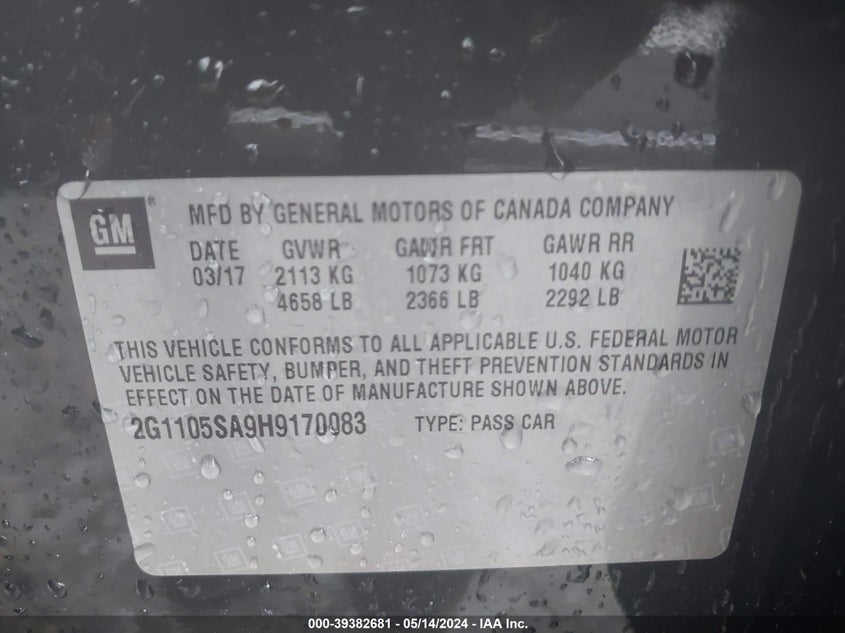 GM ®
MFD BY GENERAL MOTORS OF CANADA COMPANY
DATE GVWR GAWR FRT GAWR RR
03/17 2113 KG 1073 KG 1040 KG
4658 LB 2366 LB 2292 LB
THIS VEHICLE CONFORMS TO ALL APPLICABLE U.S. FEDERAL MOTOR
VEHICLE SAFETY, BUMPER, AND THEFT PREVENTION STANDARDS IN
EFFECT ON THE DATE OF MANUFACTURE SHOWN ABOVE.
2G1105SA9H9170083 TYPE: PASS CAR
000-39382681 - 05/14/2024 - IAA Inc.